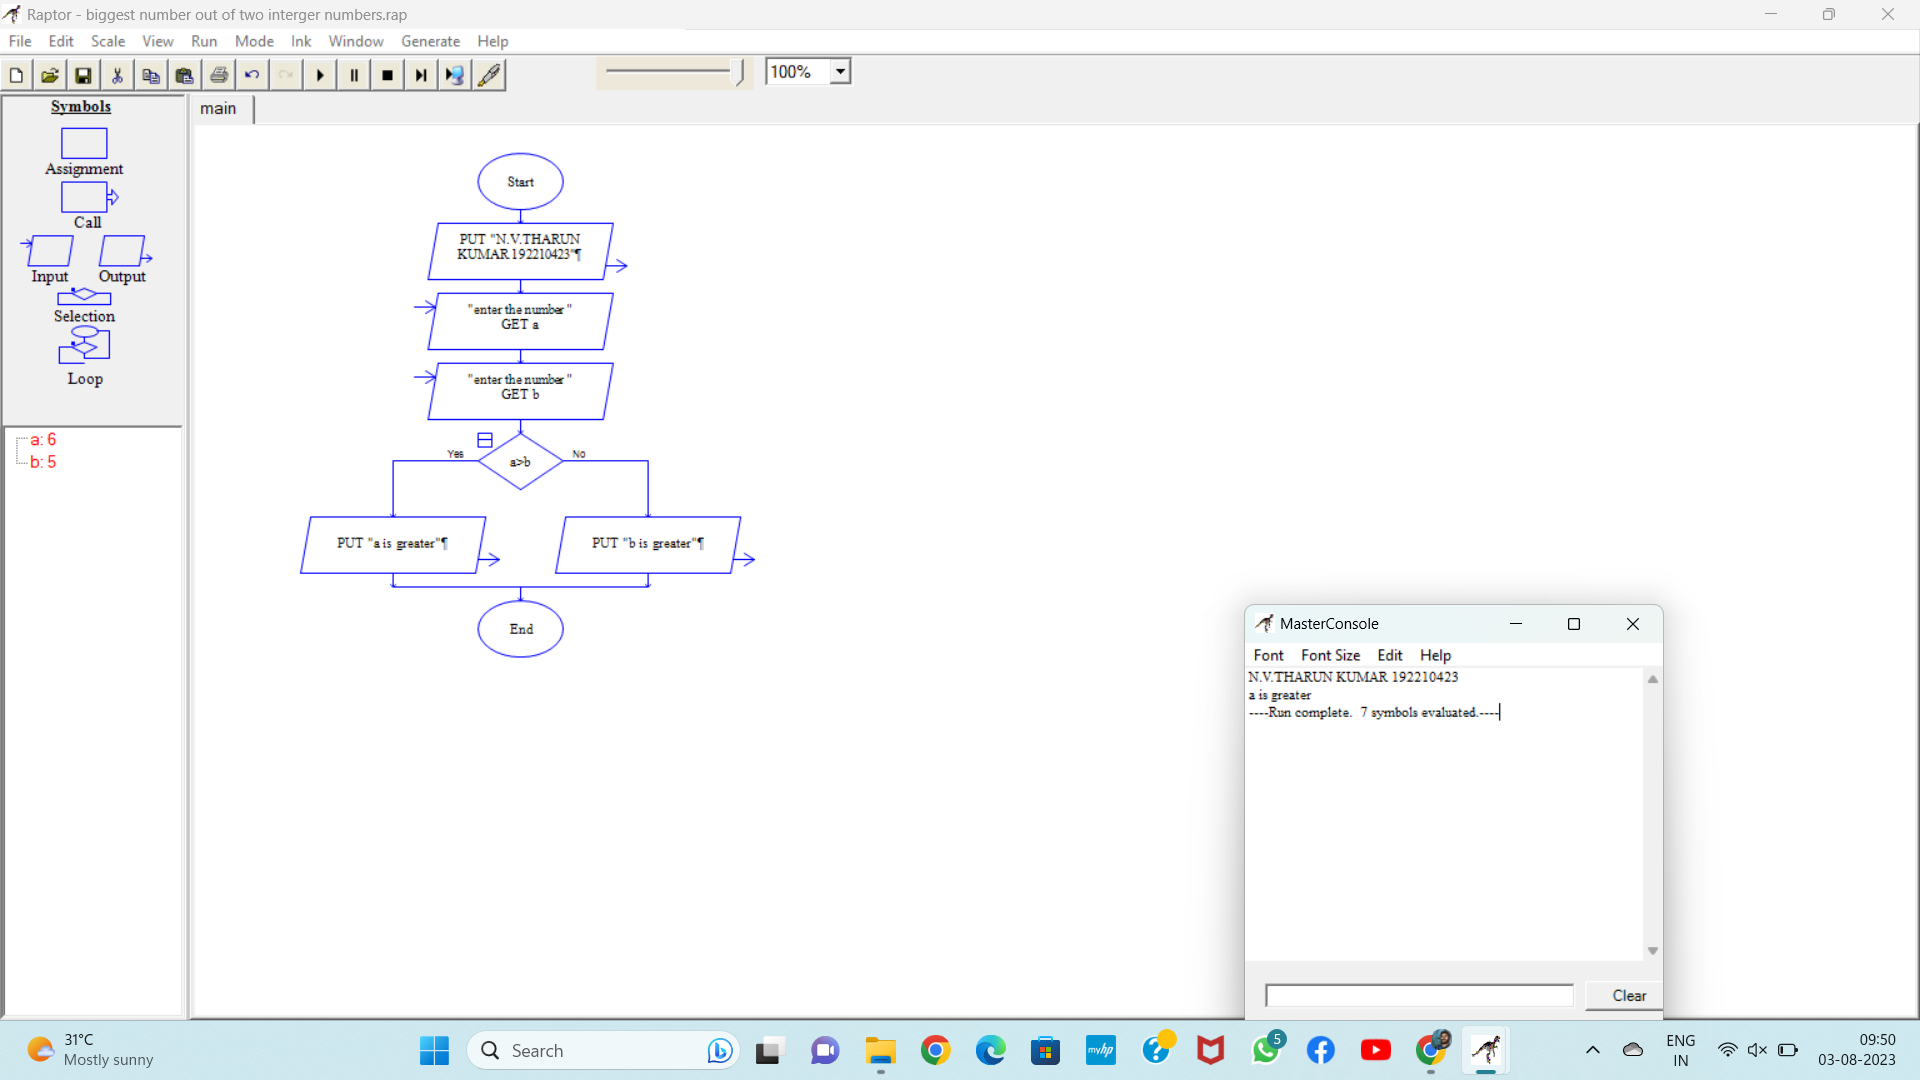 Raptor - biggest number out of two interger numbers.rap
File Edit Scale View Run Mode Ink Window Generate Help
100%
Symbols
Assignment
Call
Input Output
Selection
Loop
a: 6
b: 5
main
Start
PUT "N.V.THARUN
KUMAR 192210423"¶
"enter the number "
GET a
"enter the number "
GET b
Yes a>b No
PUT "a is greater"¶ PUT "b is greater"¶
End
MasterConsole
Font Font Size Edit Help
N.V.THARUN KUMAR 192210423
a is greater
----Run complete.  7 symbols evaluated.----
Clear
31°C
Mostly sunny
Search
myhp
5
ENG
IN
09:50
03-08-2023